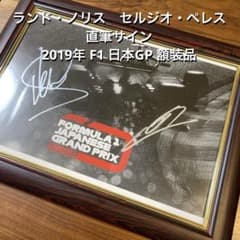 ランド・ノリス　セルジオ・ペレス
直筆サイン
2019年 F1 日本GP 額装品
FORMULA 1
JAPANESE
GRAND PRIX